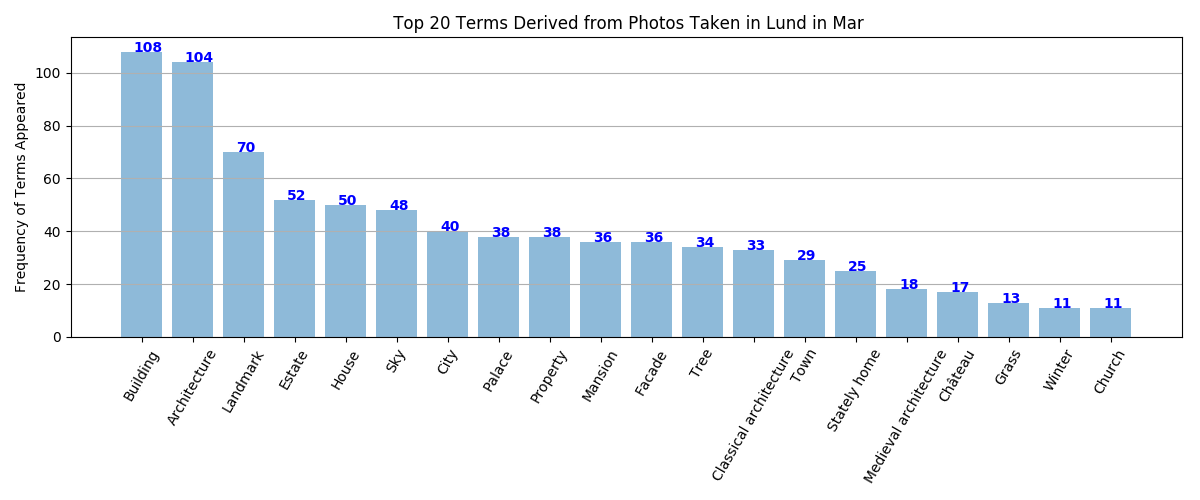 Top 20 Terms Derived from Photos Taken in Lund in Mar
Frequency of Terms Appeared
100
80
60
40
20
0
108
104
70
52
50
48
40
38
38
36
36
34
33
29
25
18
17
13
11
11
Building
Architecture
Landmark
Estate
House
Sky
City
Palace
Property
Mansion
Facade
Tree
Classical architecture
Town
Stately home
Medieval architecture
Château
Grass
Winter
Church